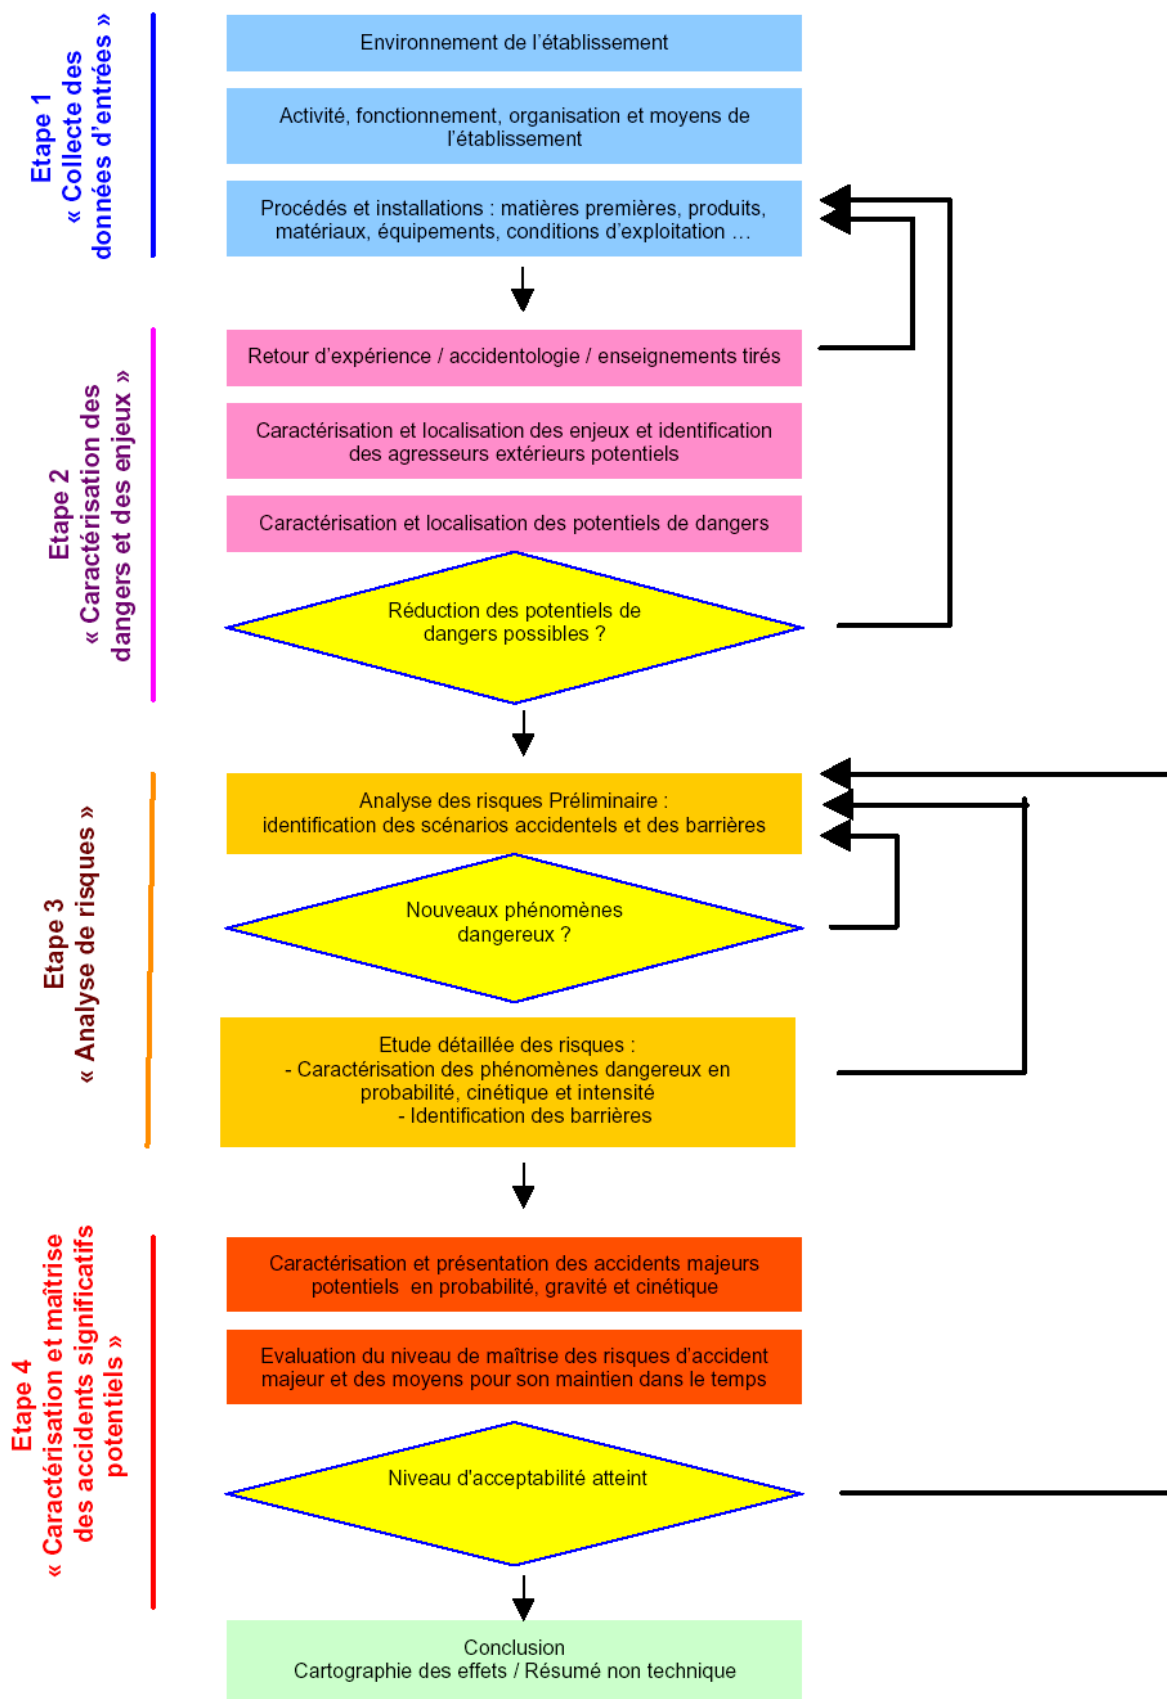 Etape 1
« Collecte des
données d'entrées »
Environnement de l'établissement
Activité, fonctionnement, organisation et moyens de
l'établissement
Procédés et installations : matières premières, produits,
matériaux, équipements, conditions d'exploitation …
Etape 2
« Caractérisation des
dangers et des enjeux »
Retour d'expérience / accidentologie / enseignements tirés
Caractérisation et localisation des enjeux et identification
des agresseurs extérieurs potentiels
Caractérisation et localisation des potentiels de dangers
Réduction des potentiels de
dangers possibles ?
Etape 3
« Analyse de risques »
Analyse des risques Préliminaire :
identification des scénarios accidentels et des barrières
Nouveaux phénomènes
dangereux ?
Etude détaillée des risques :
- Caractérisation des phénomènes dangereux en
probabilité, cinétique et intensité
- Identification des barrières
Etape 4
« Caractérisation et maîtrise
des accidents significatifs
potentiels »
Caractérisation et présentation des accidents majeurs
potentiels en probabilité, gravité et cinétique
Evaluation du niveau de maîtrise des risques d'accident
majeur et des moyens pour son maintien dans le temps
Niveau d'acceptabilité atteint
Conclusion
Cartographie des effets / Résumé non technique